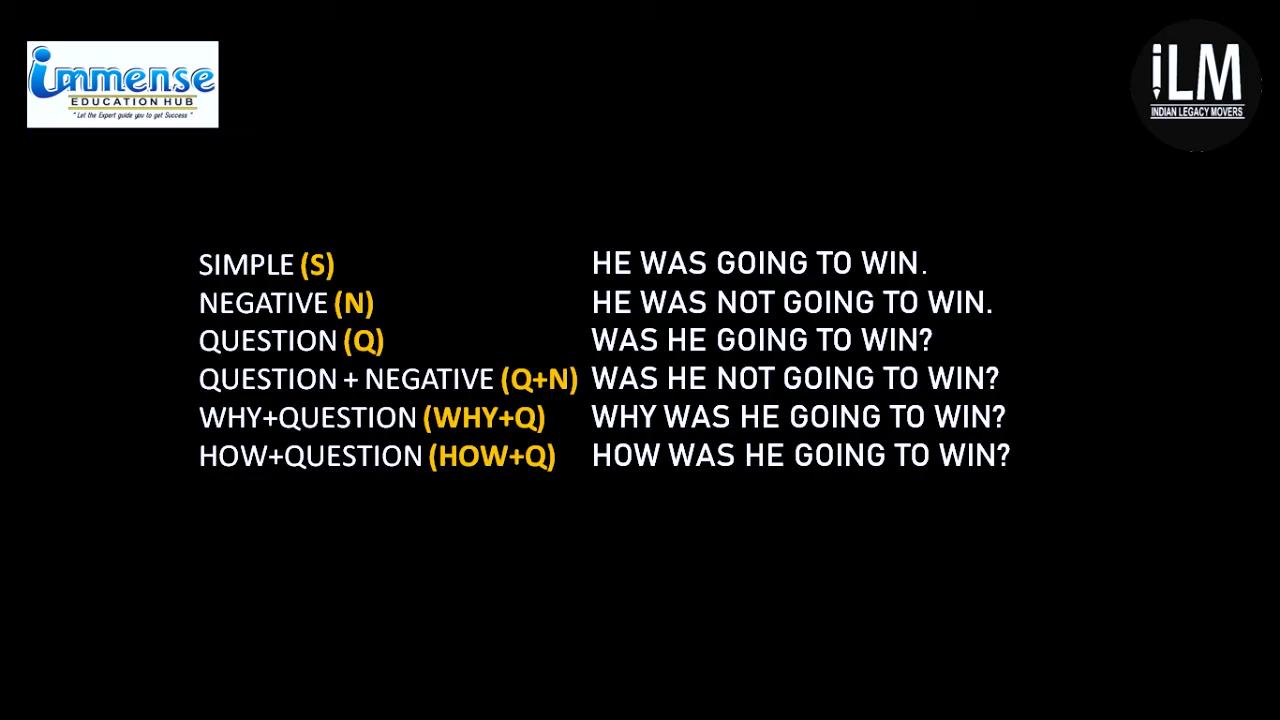 immense
EDUCATION HUB
" Let the Expert guide you to get Success "
iLM
INDIAN LEGACY MOVERS
SIMPLE (S) HE WAS GOING TO WIN.
NEGATIVE (N) HE WAS NOT GOING TO WIN.
QUESTION (Q) WAS HE GOING TO WIN?
QUESTION + NEGATIVE (Q+N) WAS HE NOT GOING TO WIN?
WHY+QUESTION (WHY+Q) WHY WAS HE GOING TO WIN?
HOW+QUESTION (HOW+Q) HOW WAS HE GOING TO WIN?